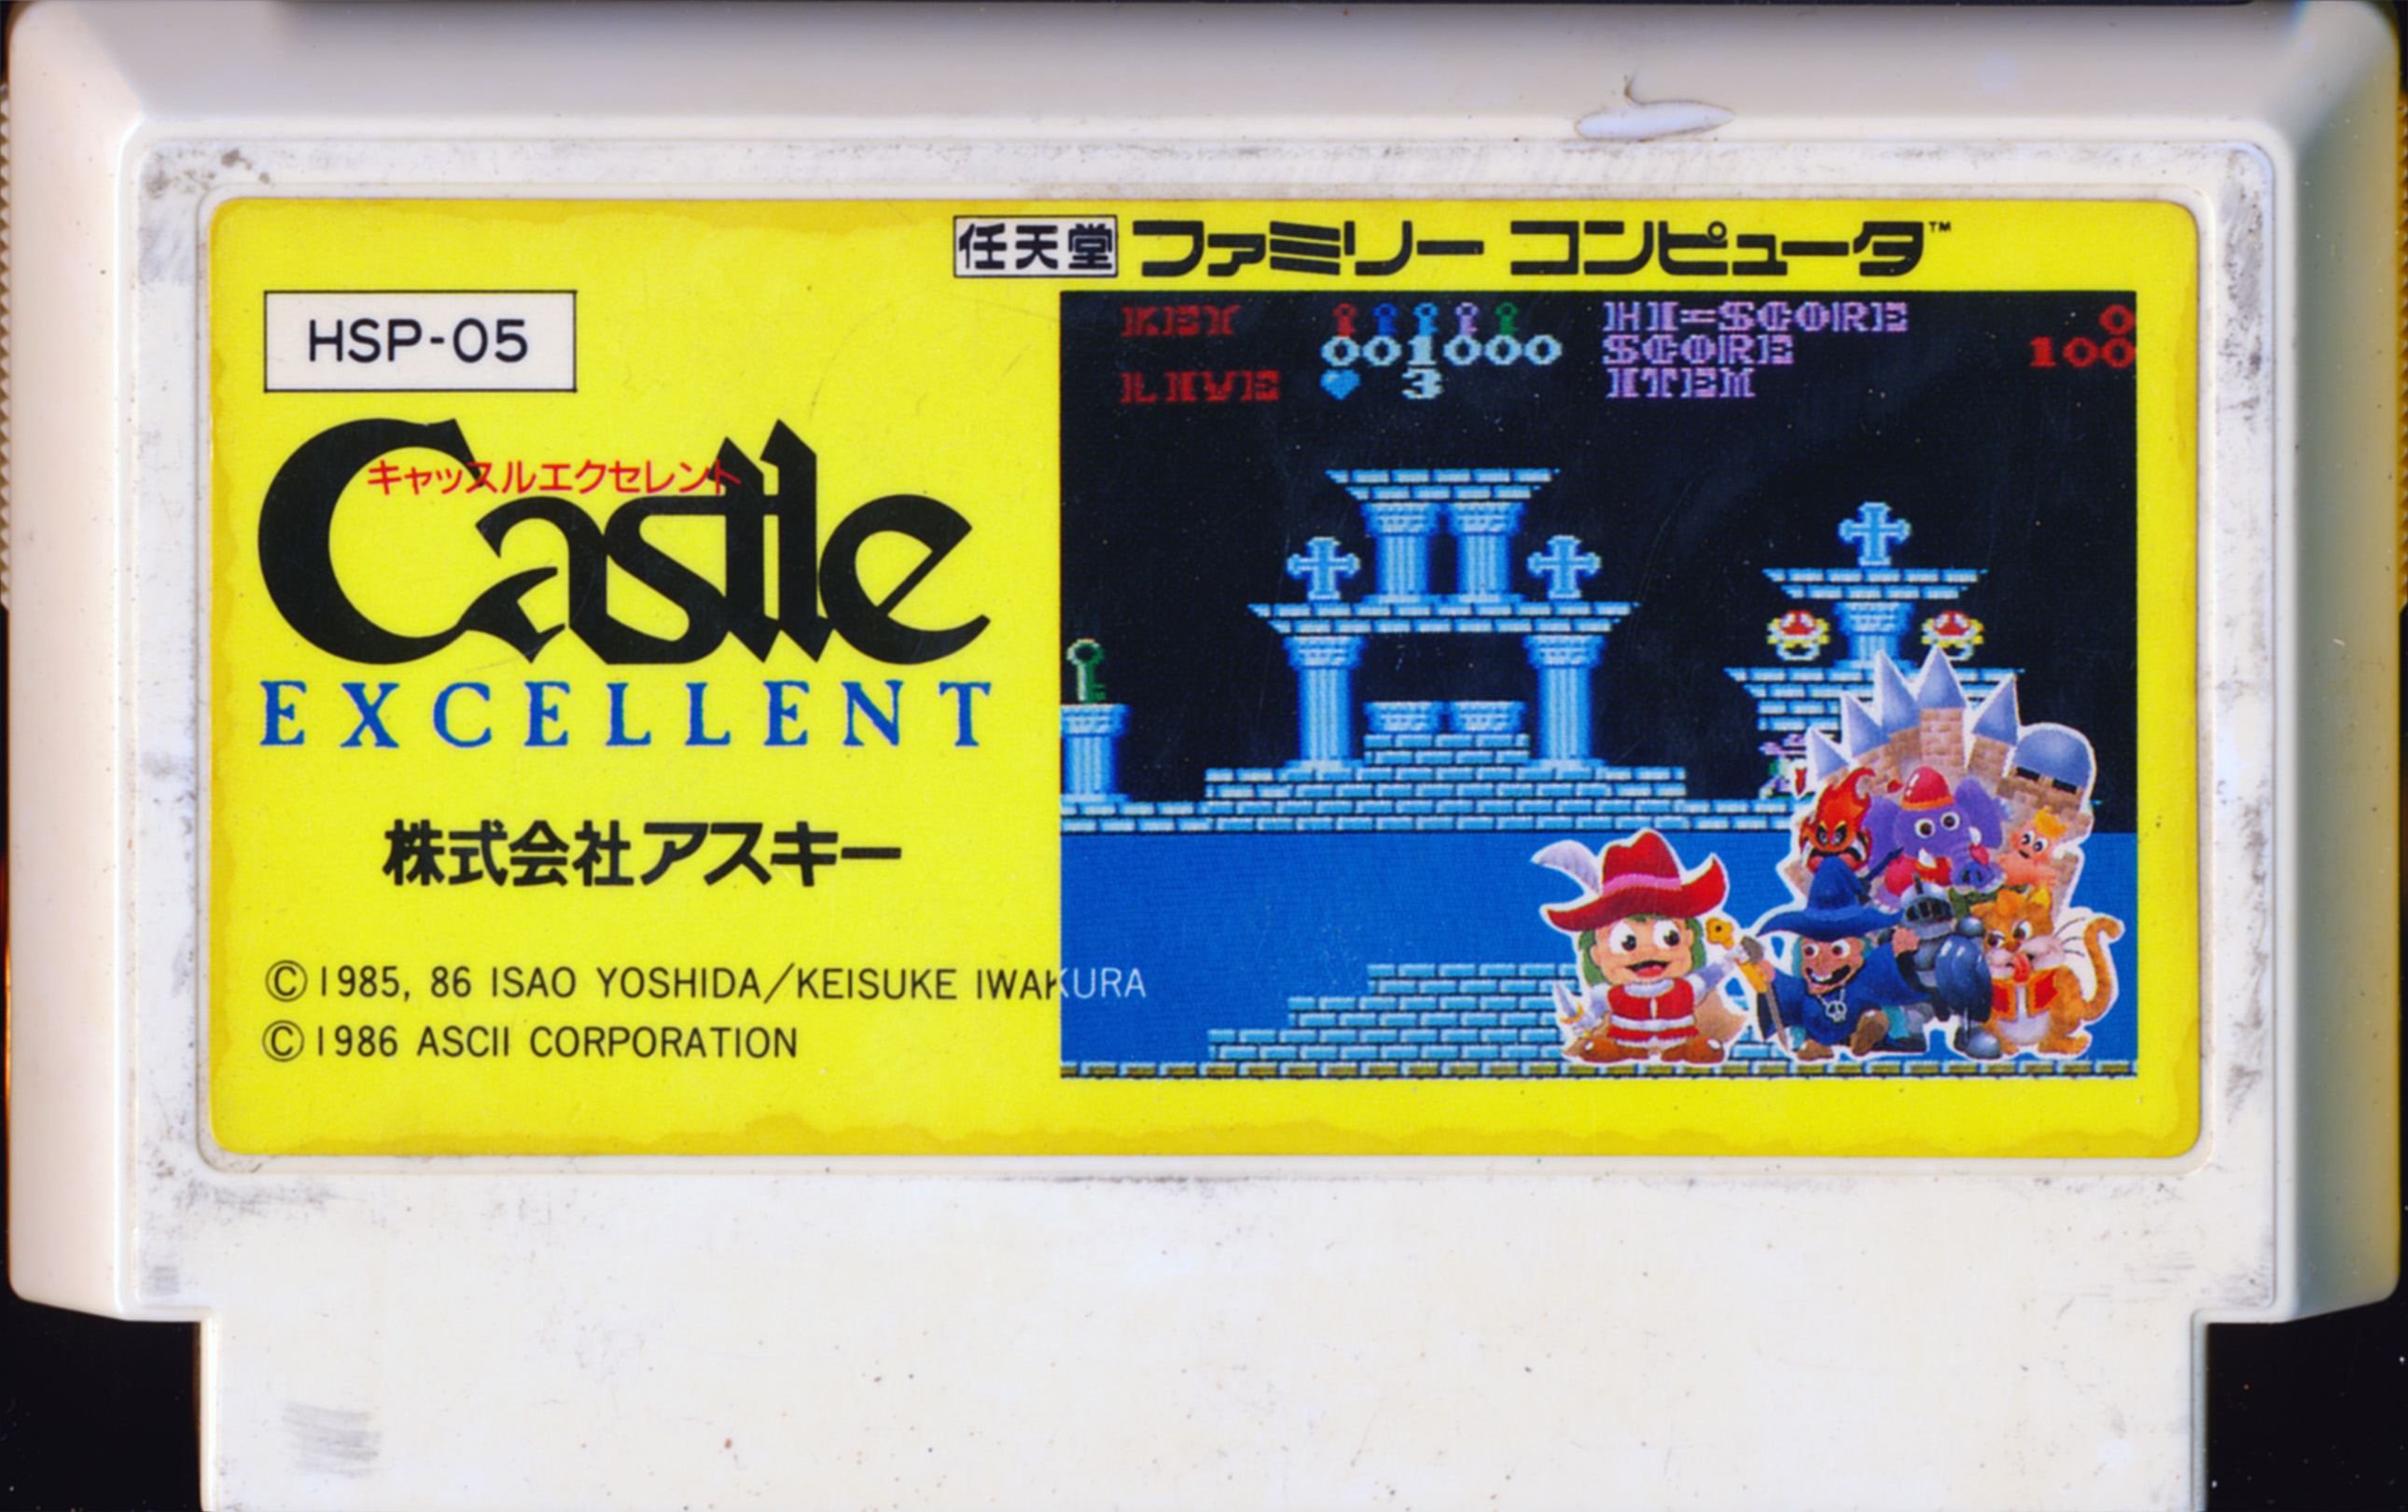 任天堂 ファミリー コンピュータ™
HSP-05
KEY
001000
LIVE ♥ 3
HI-SCORE 0
SCORE 100
ITEM
キャッスルエクセレント
Castle
EXCELLENT
株式会社アスキー
© 1985, 86 ISAO YOSHIDA/KEISUKE IWAKURA
© 1986 ASCII CORPORATION